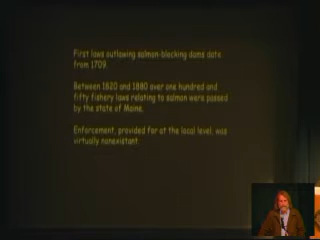 First laws outlawing salmon-blocking dams date
from 1709.
Between 1820 and 1880 over one hundred and
fifty fishery laws relating to salmon were passed
by the state of Maine.
Enforcement, provided for at the local level, was
virtually nonexistant.